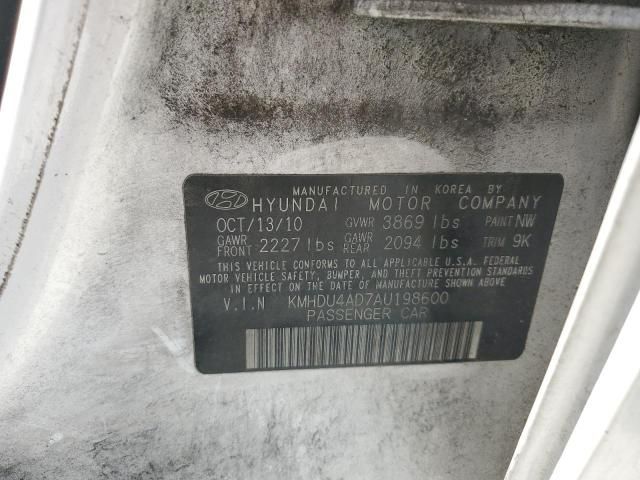 MANUFACTURED IN KOREA BY
HYUNDAI MOTOR COMPANY
OCT/13/10 GVWR 3869 lbs PAINT NW
GAWR FRONT 2227 lbs GAWR REAR 2094 lbs TRIM 9K
THIS VEHICLE CONFORMS TO ALL APPLICABLE U.S.A. FEDERAL
MOTOR VEHICLE SAFETY, BUMPER, AND THEFT PREVENTION STANDARDS
IN EFFECT ON THE DATE OF MANUFACTURE SHOWN ABOVE.
V.I.N KMHDU4AD7AU198600
PASSENGER CAR